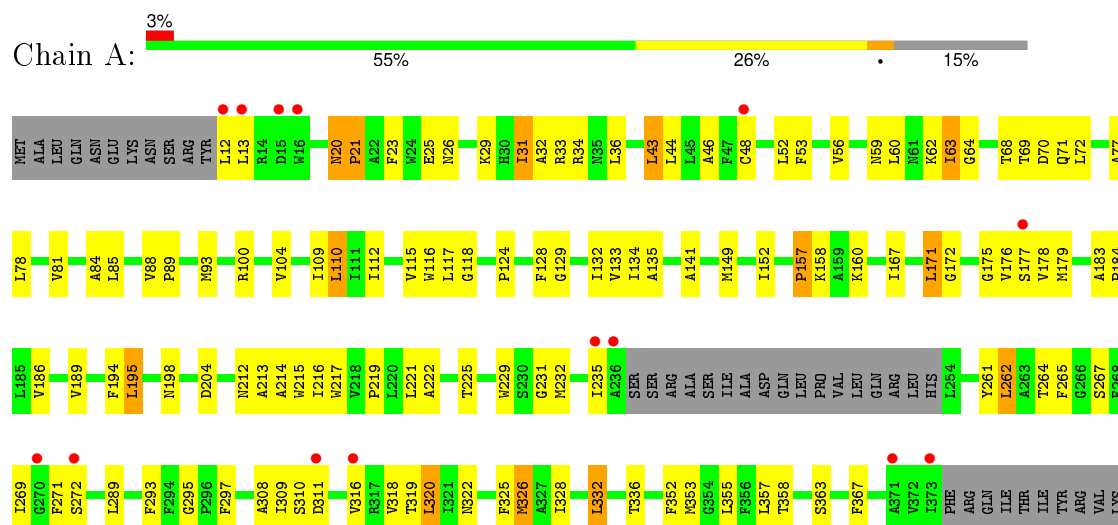 3%
Chain A:
55% 26% • 15%
MET ALA LEU GLN ASN GLU LYS ASN SER ARG TYR L12 L13 R14 D15 W16 N20 P21 A22 F23 W24 E25 N26 K29 H30 I31 A32 R33 R34 N35 L36 L43 L44 L45 A46 F47 C48 L52 F53 V56 N59 L60 N61 K62 I63 G64 T68 T69 D70 Q71 L72 A77
L78 V81 A84 L85 V88 P89 M93 R100 V104 I109 L110 I111 I112 V115 W116 L117 G118 P124 F128 G129 I132 V133 I134 A135 A141 M149 I152 P157 K158 A159 K160 I167 L171 G172 G175 V176 S177 V178 M179 A183
L185 V186 V189 F194 L195 N198 D204 N212 A213 A214 W215 I216 W217 V218 P219 L220 L221 A222 T225 W229 S230 G231 M232 I235 A236 SER SER ARG ALA SER ILE ALA ASP GLN LEU PRO VAL LEU GLN ARG LEU HIS L254 Y261 L262 A263 T264 F265 G266 S267
I269 G270 F271 S272 L289 F293 F294 G295 P296 F297 A308 I309 S310 D311 V316 R317 V318 T319 L320 I321 N322 F325 M326 A327 I328 L332 T336 F352 M353 G354 L355 F356 L357 T358 S363 F367 A371 V372 I373 PHE ARG GLN ILE THR ILE TYR ARG VAL